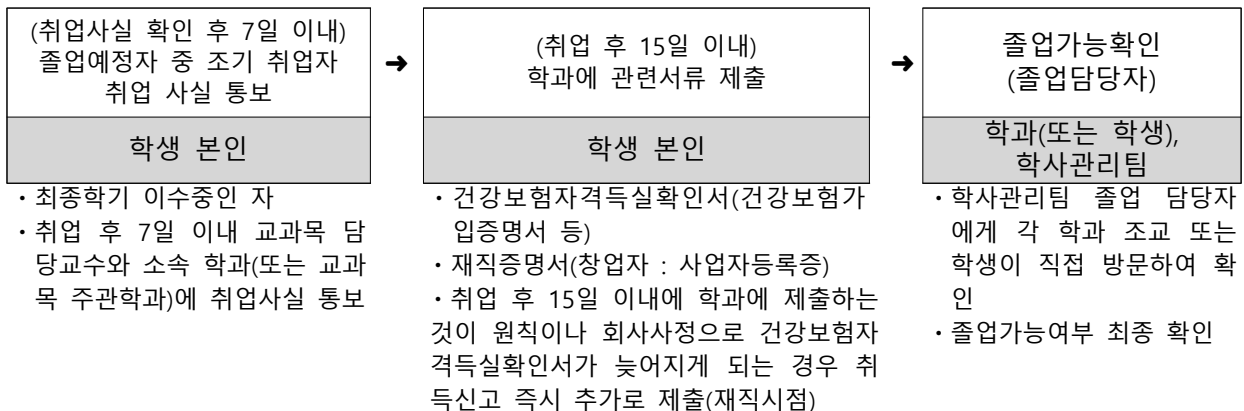 (취업사실 확인 후 7일 이내)
졸업예정자 중 조기 취업자
취업 사실 통보
학생 본인
・최종학기 이수중인 자
・취업 후 7일 이내 교과목 담
당교수와 소속 학과(또는 교과
목 주관학과)에 취업사실 통보
➜
(취업 후 15일 이내)
학과에 관련서류 제출
학생 본인
・건강보험자격득실확인서(건강보험가
입증명서 등)
・재직증명서(창업자 : 사업자등록증)
・취업 후 15일 이내에 학과에 제출하는
것이 원칙이나 회사사정으로 건강보험자
격득실확인서가 늦어지게 되는 경우 취
득신고 즉시 추가로 제출(재직시점)
➜
졸업가능확인
(졸업담당자)
학과(또는 학생),
학사관리팀
・학사관리팀 졸업 담당자
에게 각 학과 조교 또는
학생이 직접 방문하여 확
인
・졸업가능여부 최종 확인